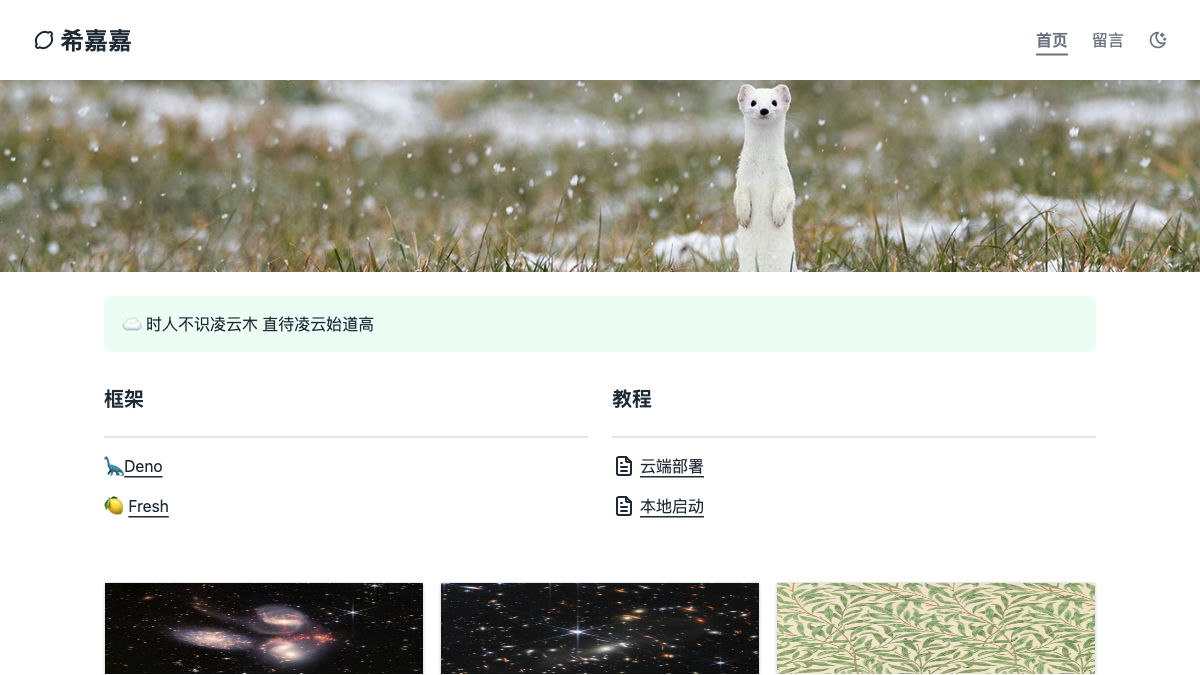 希嘉嘉
首页 留言
☁️ 时人不识凌云木 直待凌云始道高
框架
🦕Deno
🍋 Fresh
教程
云端部署
本地启动